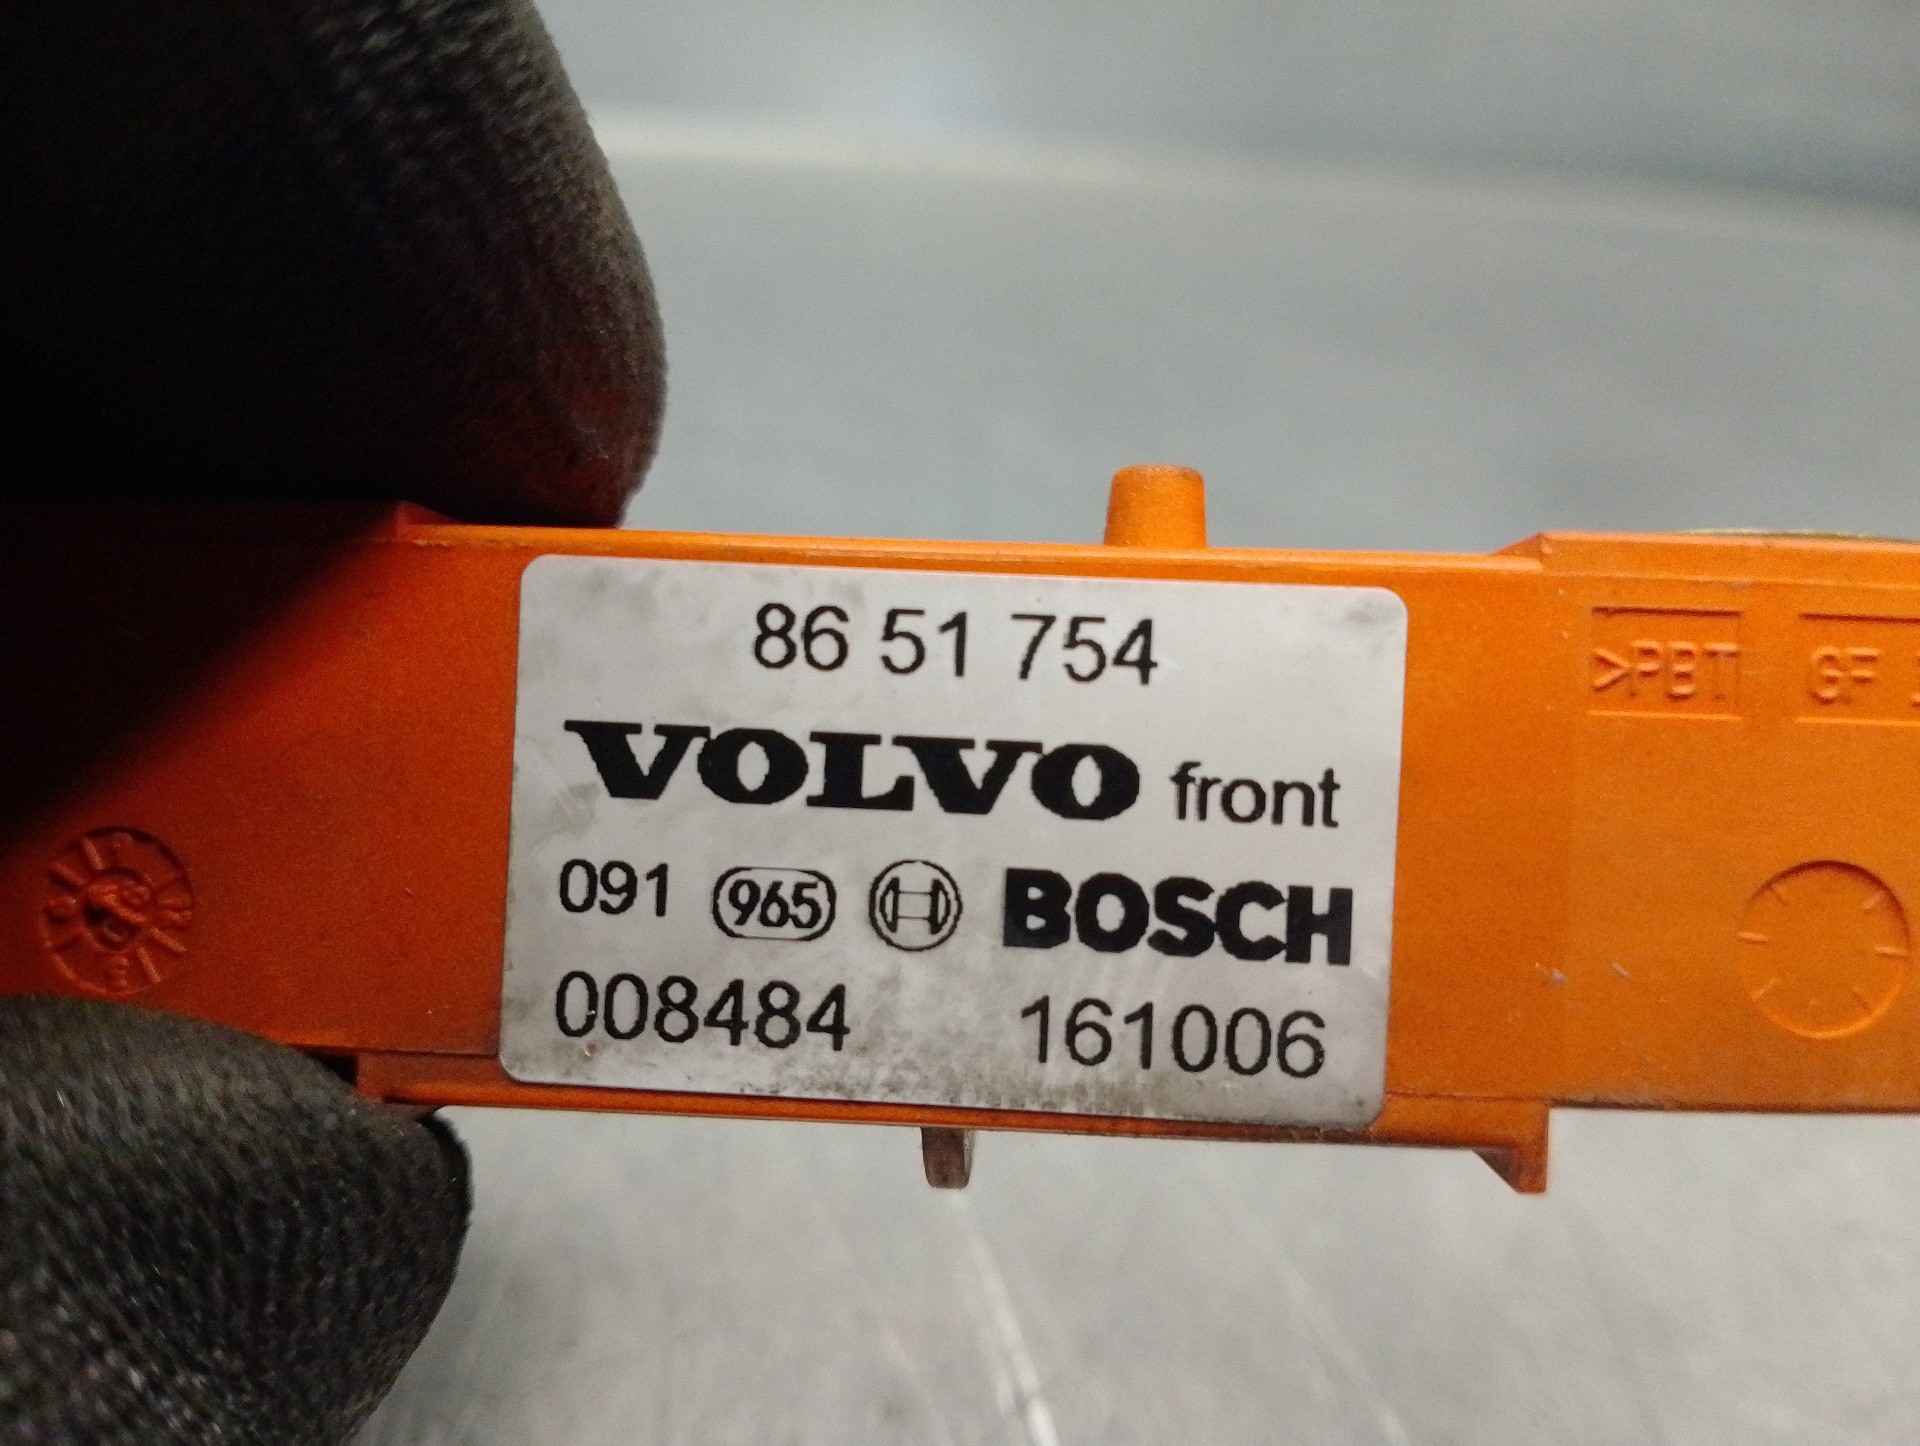 86 51 754
VOLVO front
091 965 BOSCH
008484 161006
>PBT GF